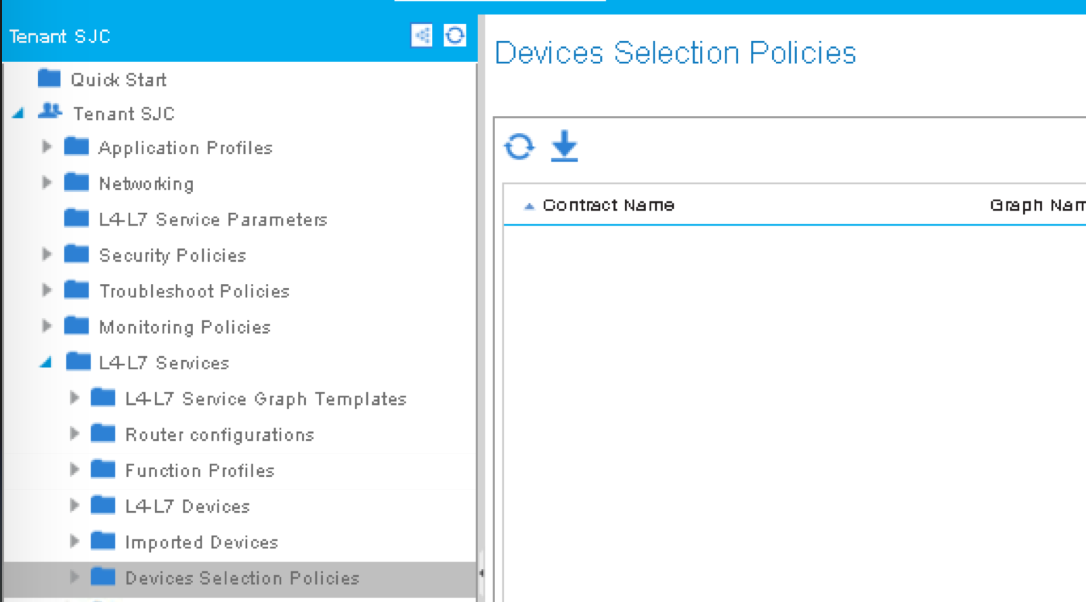 Tenant SJC
Devices Selection Policies
Quick Start
Tenant SJC
Application Profiles
Networking
L4-L7 Service Parameters
Security Policies
Troubleshoot Policies
Monitoring Policies
L4-L7 Services
L4-L7 Service Graph Templates
Router configurations
Function Profiles
L4-L7 Devices
Imported Devices
Devices Selection Policies
Contract Name
Graph Nam